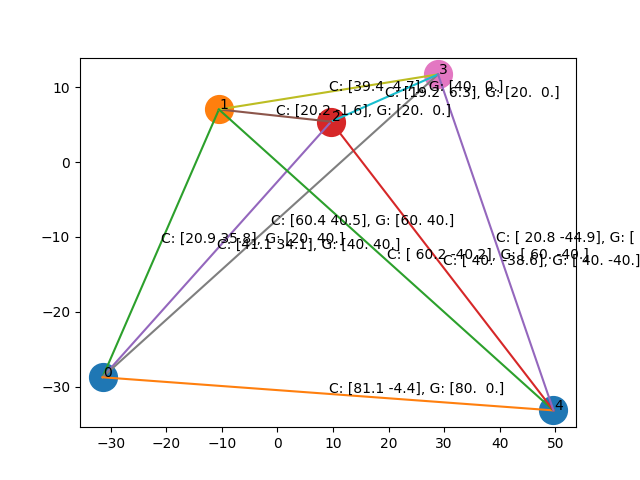 3
10
C: [39.4 4.7], G: [40. 0.]
C: [19.2 6.3], G: [20. 0.]
1
C: [20.2 -1.6], G: [20. 0.]
2
0
C: [60.4 40.5], G: [60. 40.]
−10
C: [20.9 35.8], G: [20. 40.]
C: [41.1 34.1], G: [40. 40.]
C: [ 20.8 -44.9], G: [
C: [ 60.2 -40.2], G: [ 60. -40.]
C: [ 40. -38.6], G: [ 40. -40.]
−20
0
−30
C: [81.1 -4.4], G: [80. 0.]
4
−30 −20 −10 0 10 20 30 40 50